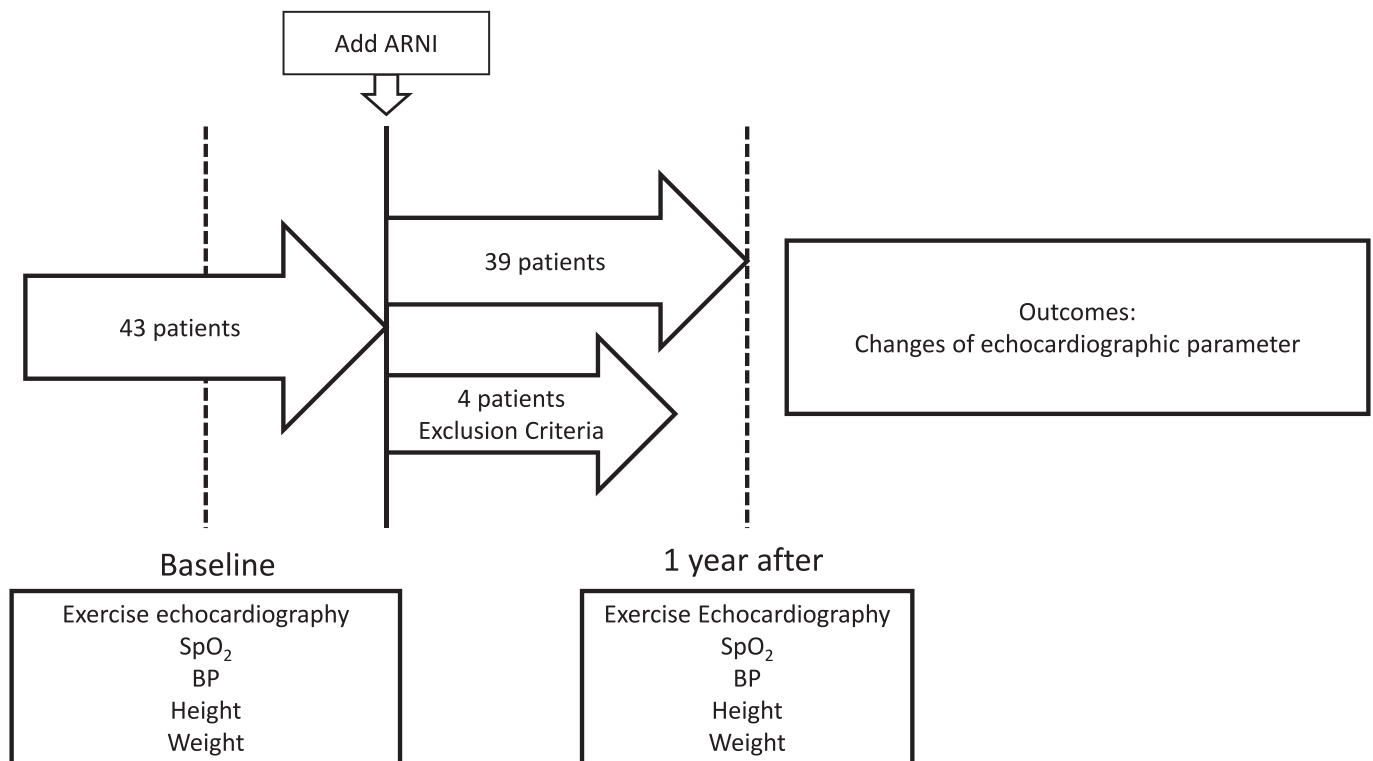 Add ARNI
43 patients
39 patients
4 patients
Exclusion Criteria
Outcomes:
Changes of echocardiographic parameter
Baseline
Exercise echocardiography
SpO₂
BP
Height
Weight
1 year after
Exercise Echocardiography
SpO₂
BP
Height
Weight